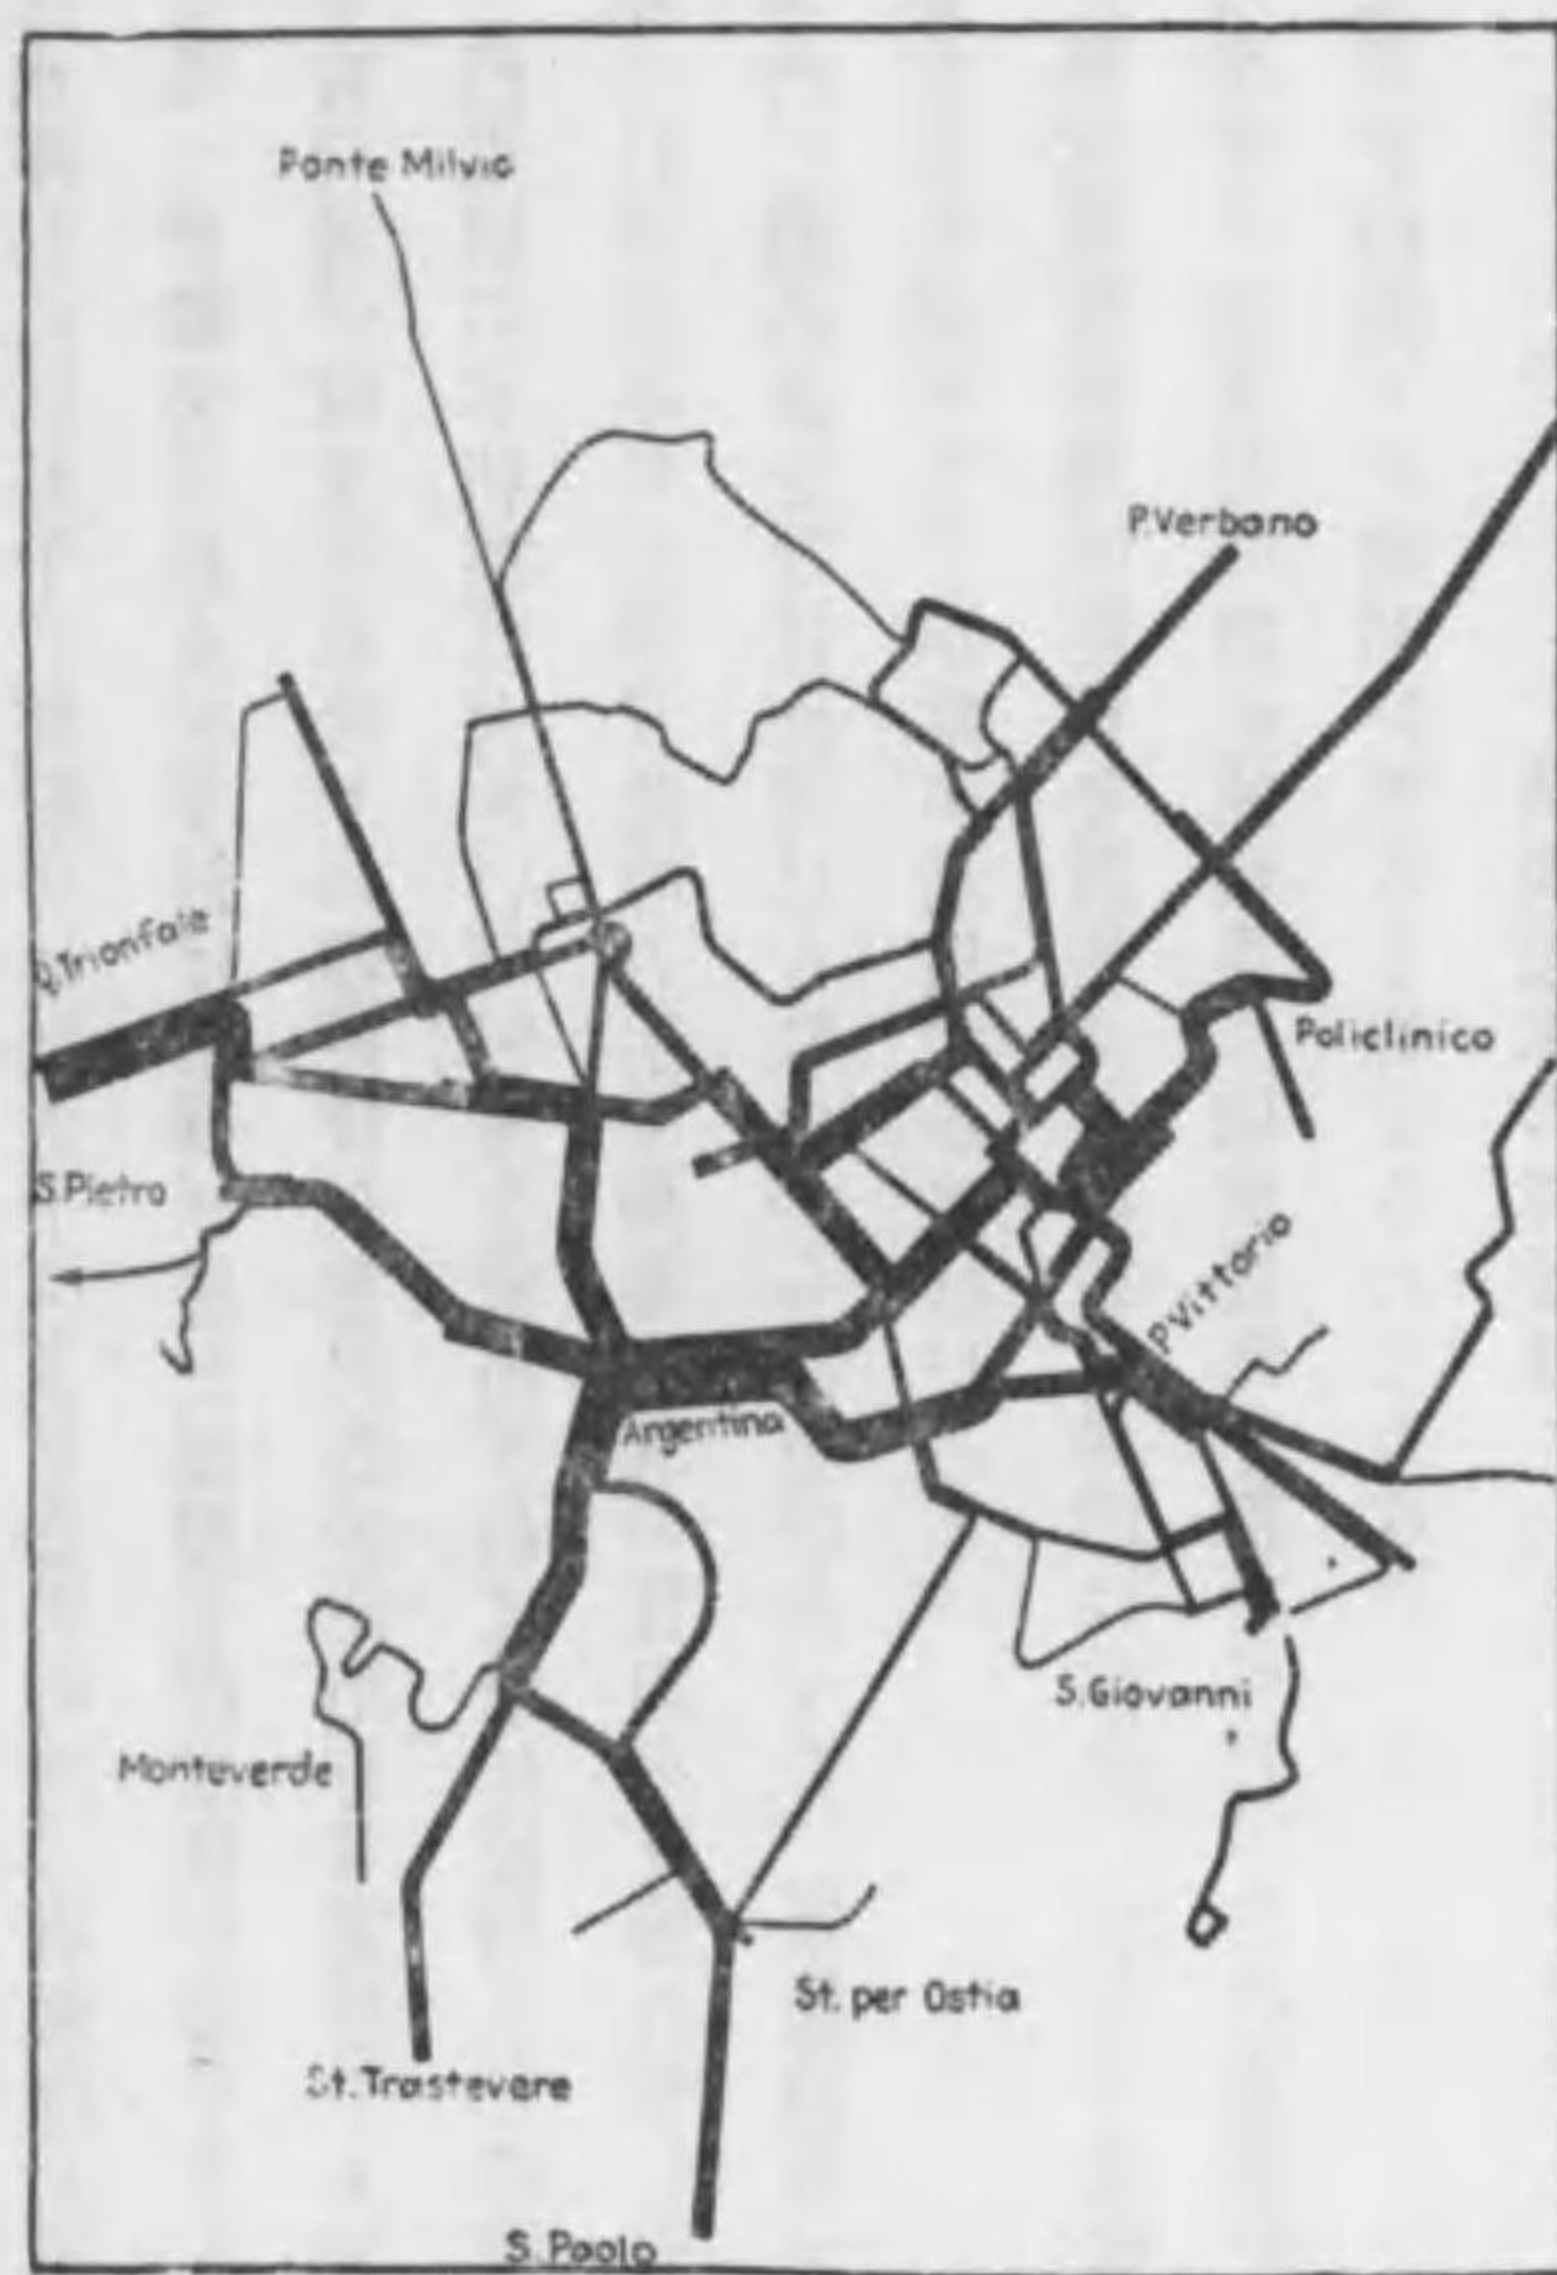 Ponte Milvio
P.Verbano
Q.Trionfale
Policlinico
S.Pietro
P.Vittorio
Argentina
S.Giovanni
Monteverde
St. per Ostia
St.Trastevere
S.Paolo